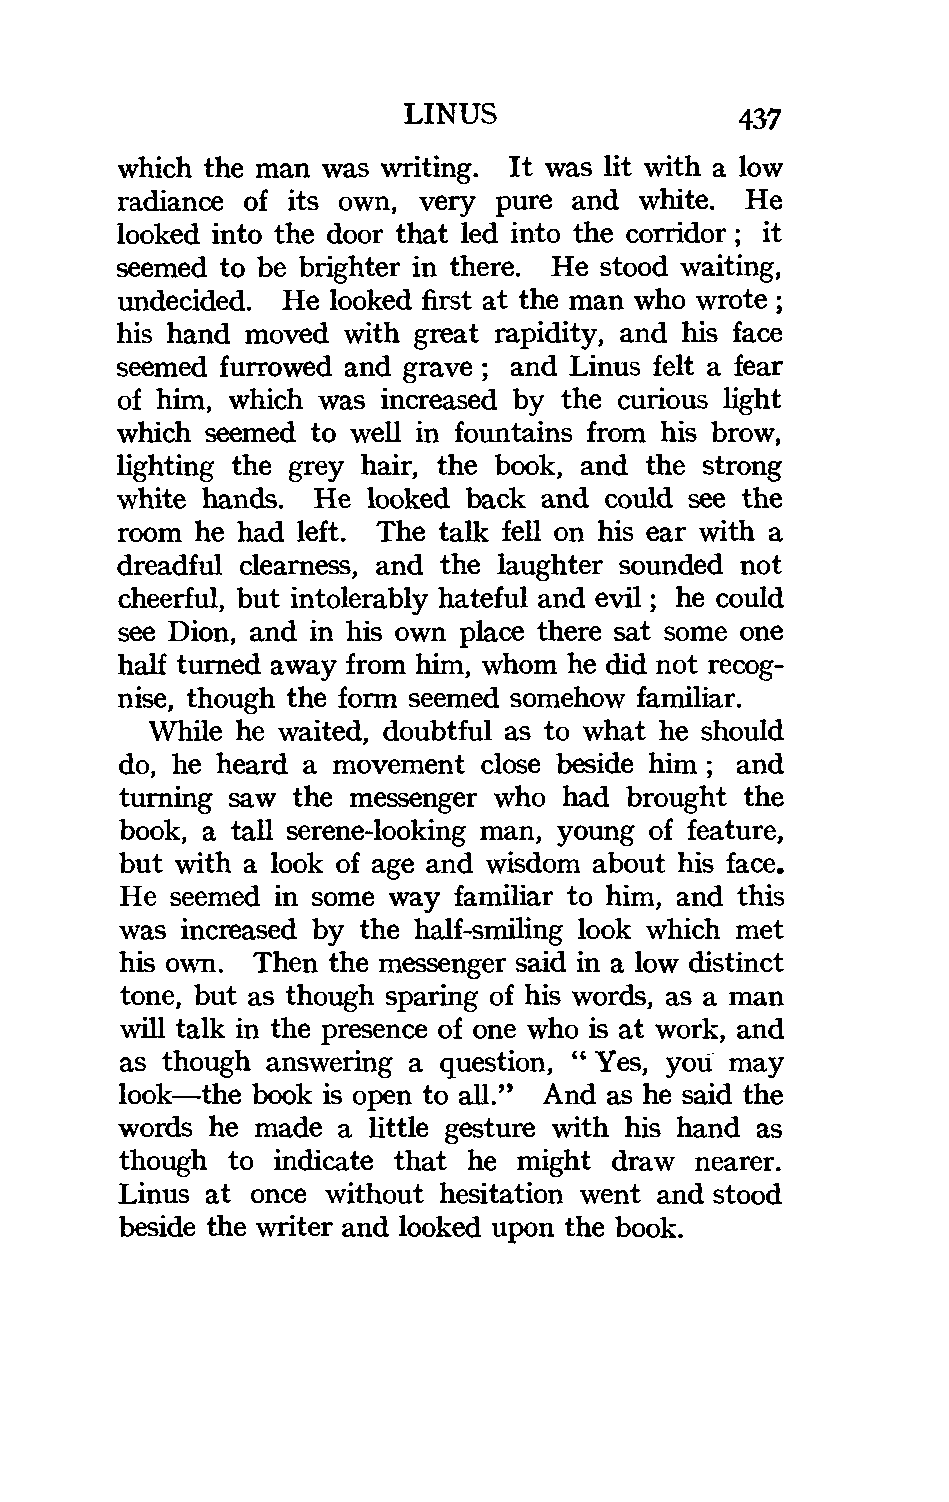 LINUS 437
which the man was writing. It was lit with a low
radiance of its own, very pure and white. He
looked into the door that led into the corridor ; it
seemed to be brighter in there. He stood waiting,
undecided. He looked first at the man who wrote ;
his hand moved with great rapidity, and his face
seemed furrowed and grave ; and Linus felt a fear
of him, which was increased by the curious light
which seemed to well in fountains from his brow,
lighting the grey hair, the book, and the strong
white hands. He looked back and could see the
room he had left. The talk fell on his ear with a
dreadful clearness, and the laughter sounded not
cheerful, but intolerably hateful and evil ; he could
see Dion, and in his own place there sat some one
half turned away from him, whom he did not recog-
nise, though the form seemed somehow familiar.
While he waited, doubtful as to what he should
do, he heard a movement close beside him ; and
turning saw the messenger who had brought the
book, a tall serene-looking man, young of feature,
but with a look of age and wisdom about his face.
He seemed in some way familiar to him, and this
was increased by the half-smiling look which met
his own. Then the messenger said in a low distinct
tone, but as though sparing of his words, as a man
will talk in the presence of one who is at work, and
as though answering a question, “ Yes, you may
look—the book is open to all.” And as he said the
words he made a little gesture with his hand as
though to indicate that he might draw nearer.
Linus at once without hesitation went and stood
beside the writer and looked upon the book.